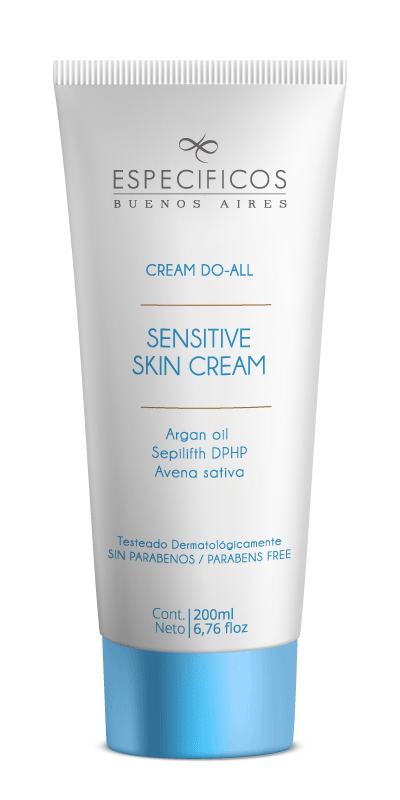 ESPECIFICOS
BUENOS AIRES
CREAM DO-ALL
SENSITIVE
SKIN CREAM
Argan oil
Sepilifth DPHP
Avena sativa
Testeado Dermatológicamente
SIN PARABENOS / PARABENS FREE
Cont. 200ml
Neto 6,76 floz